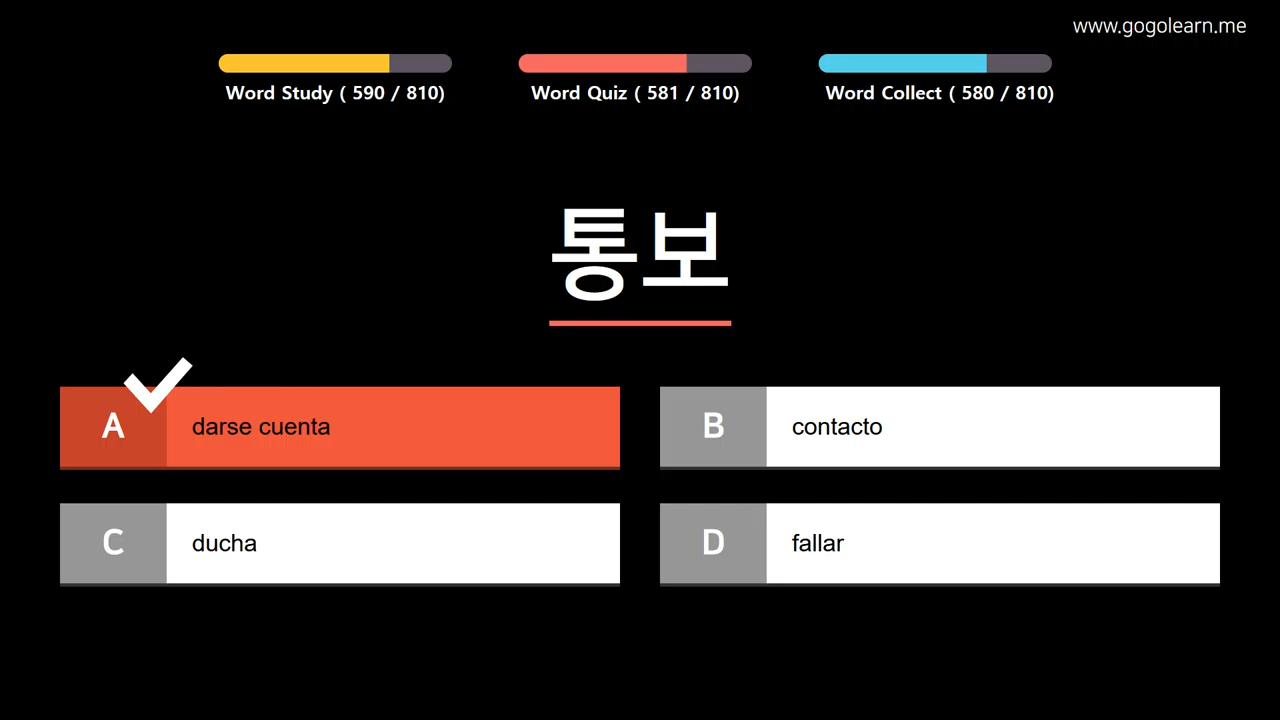 www.gogolearn.me
Word Study ( 590 / 810)
Word Quiz ( 581 / 810)
Word Collect ( 580 / 810)
통보
A darse cuenta
B contacto
C ducha
D fallar